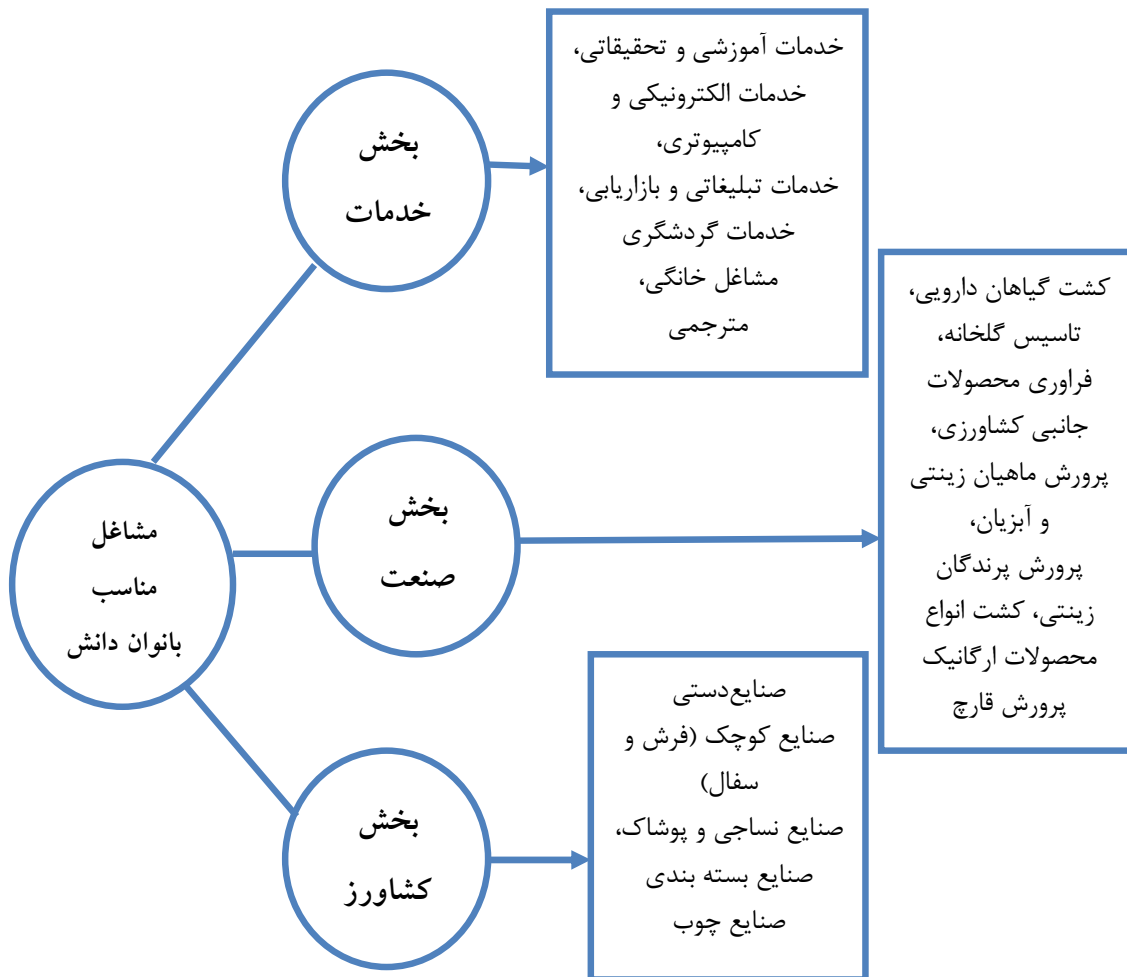 مشاغل
مناسب
بانوان دانش
بخش
خدمات
خدمات آموزشی و تحقیقاتی،
خدمات الکترونیکی و
کامپیوتری،
خدمات تبلیغاتی و بازاریابی،
خدمات گردشگری
مشاغل خانگی،
مترجمی
بخش
صنعت
کشت گیاهان دارویی،
تاسیس گلخانه،
فراوری محصولات
جانبی کشاورزی،
پرورش ماهیان زینتی
و آبزیان،
پرورش پرندگان
زینتی، کشت انواع
محصولات ارگانیک
پرورش قارچ
بخش
کشاورز
صنایع‌دستی
صنایع کوچک (فرش و
سفال)
صنایع نساجی و پوشاک،
صنایع بسته بندی
صنایع چوب